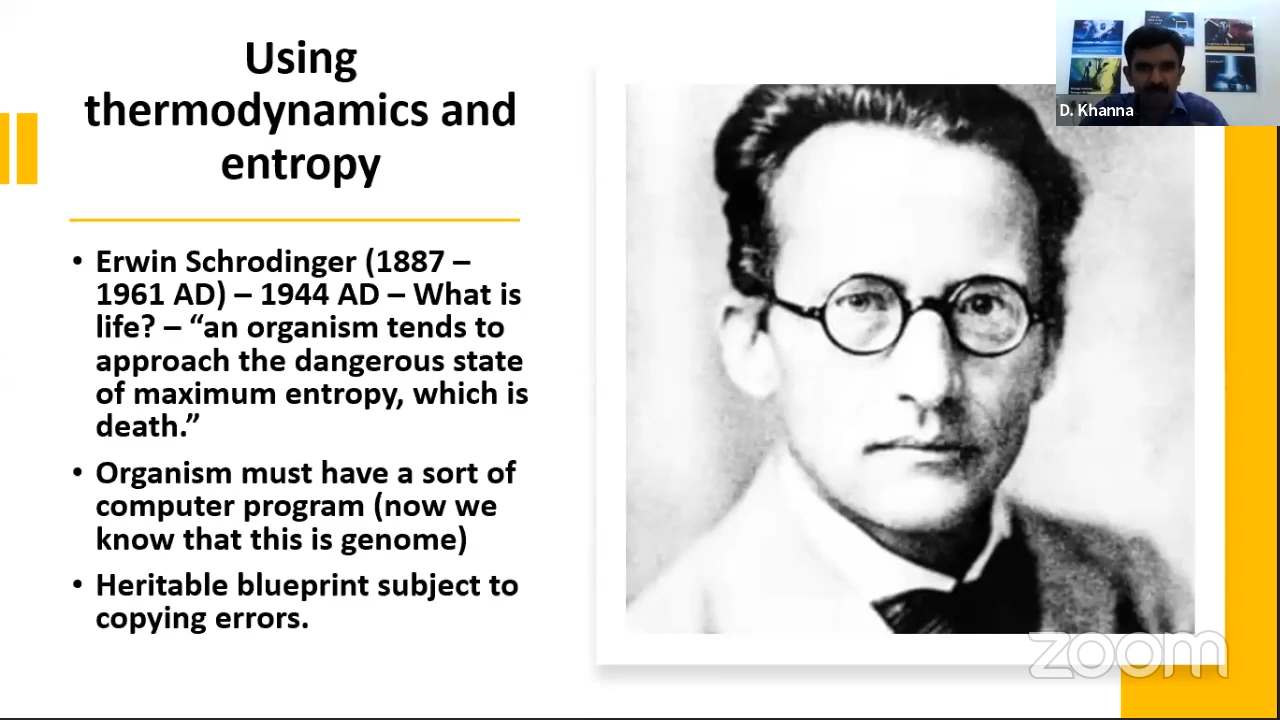 Using
thermodynamics and
entropy
• Erwin Schrodinger (1887 –
1961 AD) – 1944 AD – What is
life? – “an organism tends to
approach the dangerous state
of maximum entropy, which is
death.”
• Organism must have a sort of
computer program (now we
know that this is genome)
• Heritable blueprint subject to
copying errors.
D. Khanna
zoom